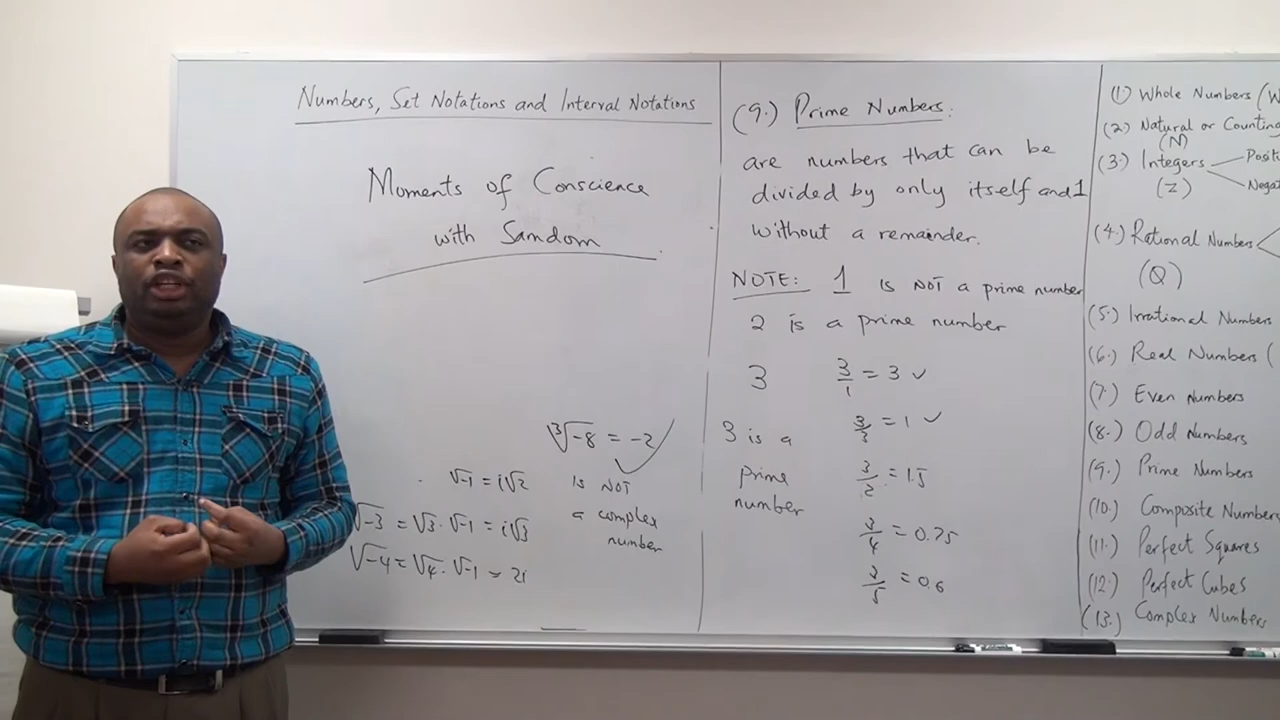 Numbers, Set Notations and Interval Notations
Moments of Conscience
with Samdom
∛-8 = -2 ✓
√-1 = i√2
is NOT
a complex
number
√-3 = √3 . √-1 = i√3
√-4 = √4 . √-1 = 2i
(9.) Prime Numbers.
are numbers that can be
divided by only itself and 1
without a remainder.
NOTE: 1 is NOT a prime number
2 is a prime number
3
3/1 = 3 ✓
3/3 = 1 ✓
3/2 = 1.5
3/4 = 0.75
3/5 = 0.6
3 is a
prime
number
(1) Whole Numbers (W
(2) Natural or Counting
(N)
(3.) Integers
(Z)
Posit
Negat
(4.) Rational Numbers
(Q)
(5.) Irrational Numbers
(6.) Real Numbers (
(7.) Even Numbers
(8.) Odd Numbers
(9.) Prime Numbers
(10.) Composite Numbers
(11.) Perfect Squares
(12.) Perfect Cubes
(13.) Complex Numbers